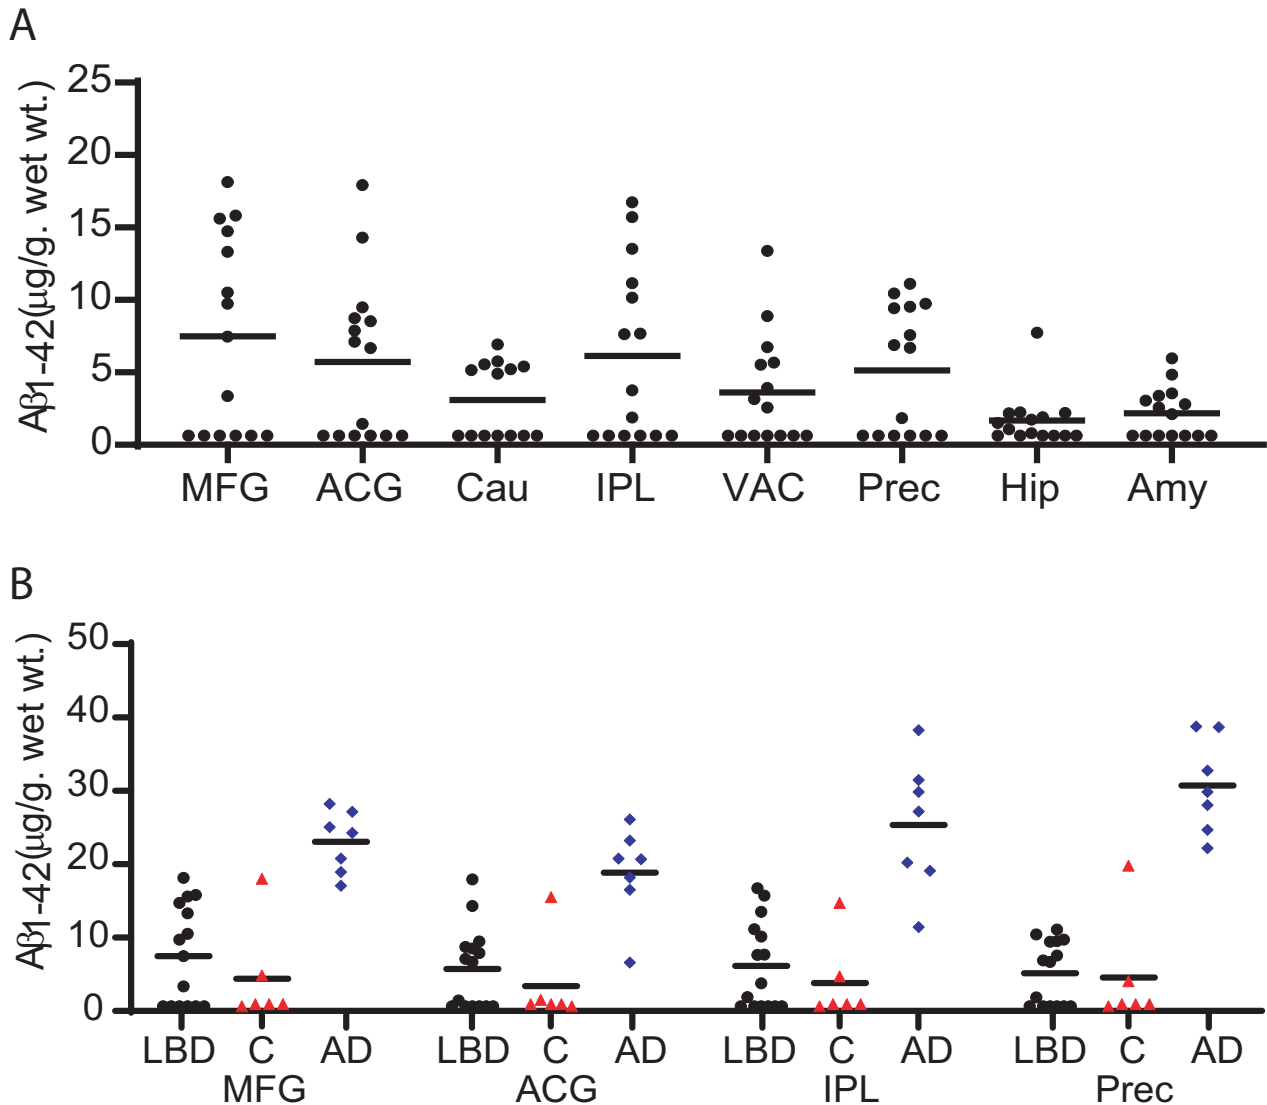 A
Aβ1-42(µg/g. wet wt.)
25
20
15
10
5
0
MFG ACG Cau IPL VAC Prec Hip Amy
B
Aβ1-42(µg/g. wet wt.)
50
40
30
20
10
0
LBD C AD LBD C AD LBD C AD LBD C AD
MFG ACG IPL Prec